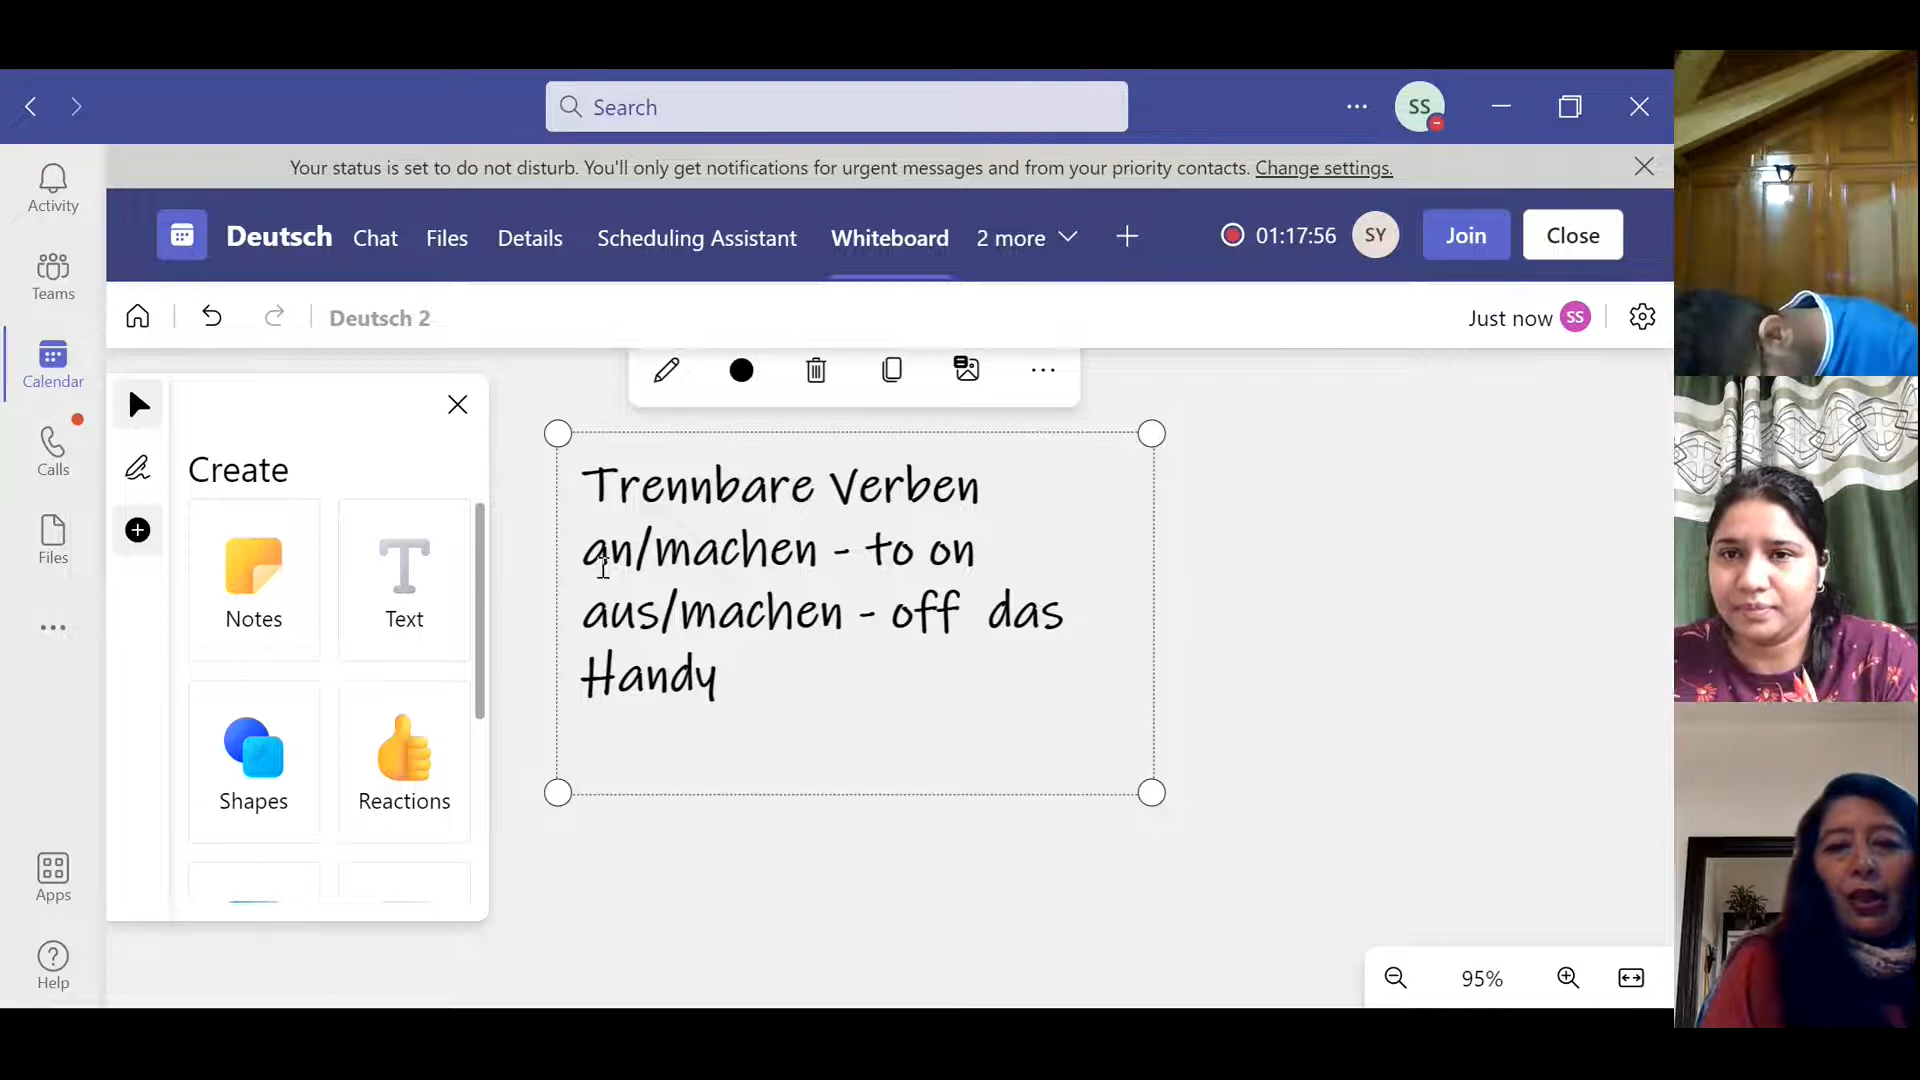 Search
SS
Your status is set to do not disturb. You'll only get notifications for urgent messages and from your priority contacts. Change settings.
Activity
Teams
Calendar
Calls
Files
Apps
Help
Deutsch Chat Files Details Scheduling Assistant Whiteboard 2 more 01:17:56 SY Join Close
Deutsch 2
Just now SS
Create
Notes
Text
Shapes
Reactions
Trennbare Verben
an/machen - to on
aus/machen - off das
Handy
95%